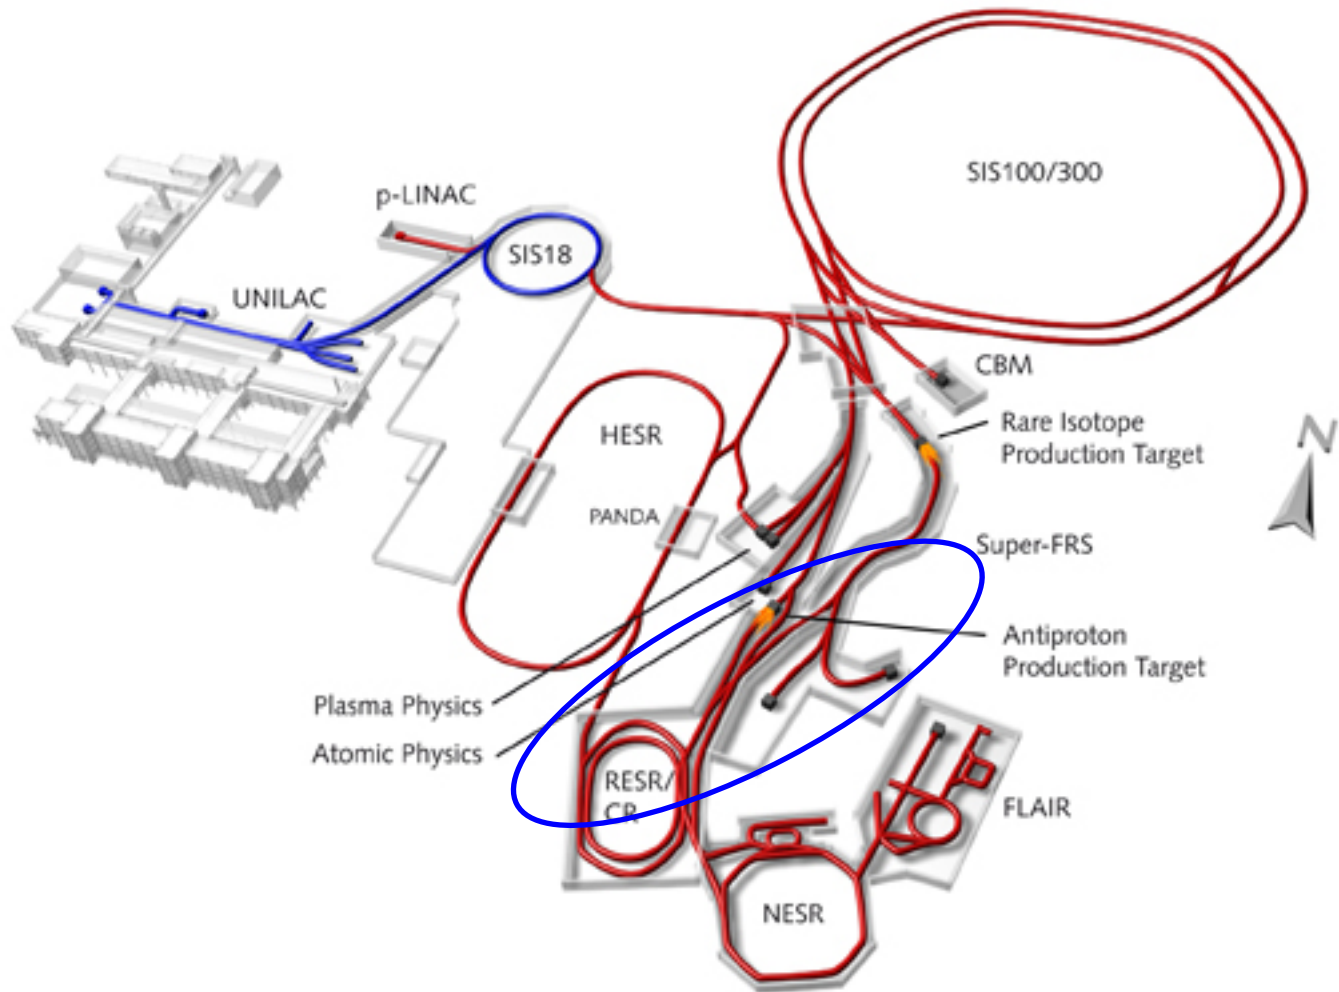 SIS100/300
p-LINAC
SIS18
UNILAC
CBM
Rare Isotope
Production Target
N
HESR
PANDA
Super-FRS
Antiproton
Production Target
Plasma Physics
Atomic Physics
RESR/
CR
FLAIR
NESR